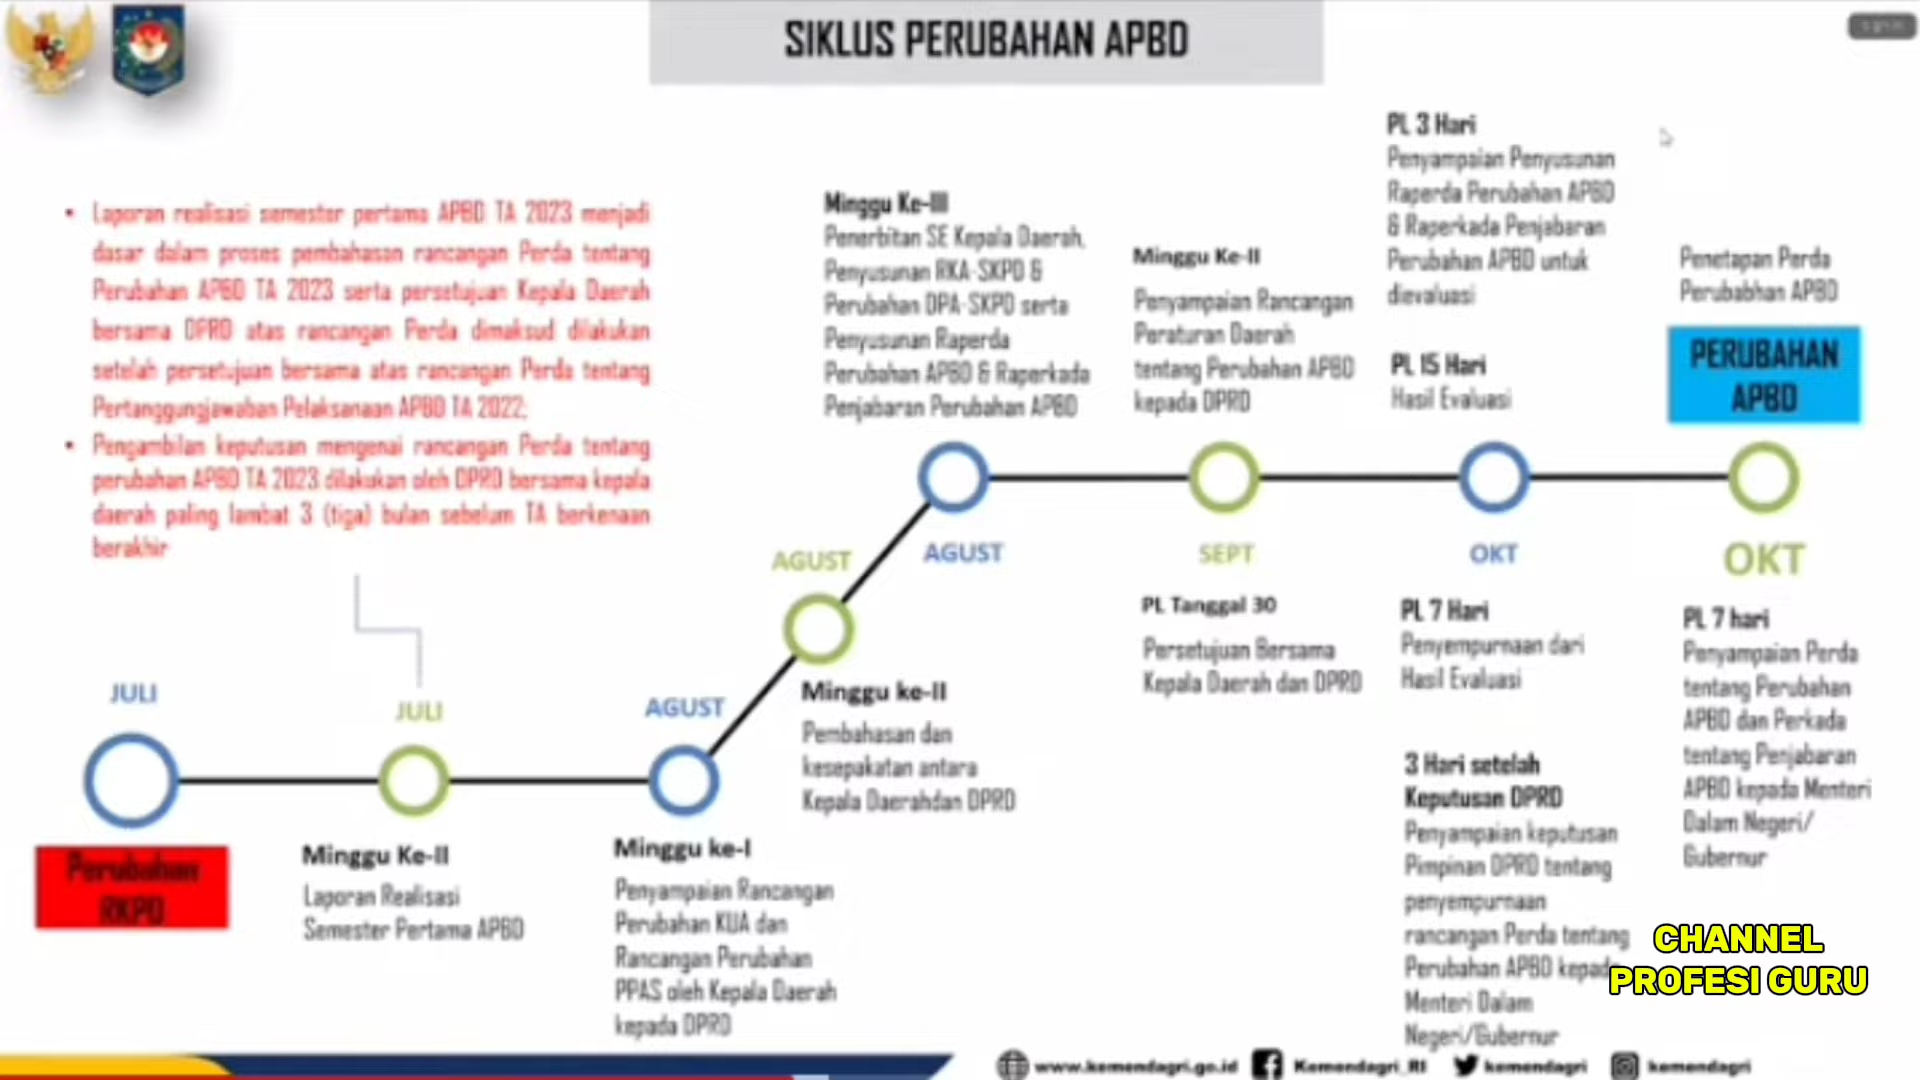 SIKLUS PERUBAHAN APBD
• Laporan realisasi semester pertama APBD TA 2023 menjadi
dasar dalam proses pembahasan rancangan Perda tentang
Perubahan APBD TA 2023 serta persetujuan Kepala Daerah
bersama DPRD atas rancangan Perda dimaksud dilakukan
setelah persetujuan bersama atas rancangan Perda tentang
Pertanggungjawaban Pelaksanaan APBD TA 2022;
• Pengambilan keputusan mengenai rancangan Perda tentang
perubahan APBD TA 2023 dilakukan oleh DPRD bersama kepala
daerah paling lambat 3 (tiga) bulan sebelum TA berkenaan
berakhir
JULI
Perubahan
RKPD
JULI
Minggu Ke-II
Laporan Realisasi
Semester Pertama APBD
AGUST
Minggu ke-I
Penyampaian Rancangan
Perubahan KUA dan
Rancangan Perubahan
PPAS oleh Kepala Daerah
kepada DPRD
AGUST
Minggu ke-II
Pembahasan dan
kesepakatan antara
Kepala Daerahdan DPRD
Minggu Ke-III
Penerbitan SE Kepala Daerah,
Penyusunan RKA-SKPD &
Perubahan DPA-SKPD serta
Penyusunan Raperda
Perubahan APBD & Raperkada
Penjabaran Perubahan APBD
AGUST
Minggu Ke-II
Penyampaian Rancangan
Peraturan Daerah
tentang Perubahan APBD
kepada DPRD
SEPT
PL Tanggal 30
Persetujuan Bersama
Kepala Daerah dan DPRD
PL 3 Hari
Penyampaian Penyusunan
Raperda Perubahan APBD
& Raperkada Penjabaran
Perubahan APBD untuk
dievaluasi
PL 15 Hari
Hasil Evaluasi
OKT
PL 7 Hari
Penyempurnaan dari
Hasil Evaluasi
3 Hari setelah
Keputusan DPRD
Penyampaian keputusan
Pimpinan DPRD tentang
penyempurnaan
rancangan Perda tentang
Perubahan APBD kepada
Menteri Dalam
Negeri/Gubernur
Penetapan Perda
Perubabhan APBD
PERUBAHAN
APBD
OKT
PL 7 hari
Penyampaian Perda
tentang Perubahan
APBD dan Perkada
tentang Penjabaran
APBD kepada Menteri
Dalam Negeri/
Gubernur
CHANNEL
PROFESI GURU
www.kemendagri.go.id Kemendagri_RI kemendagri kemendagri